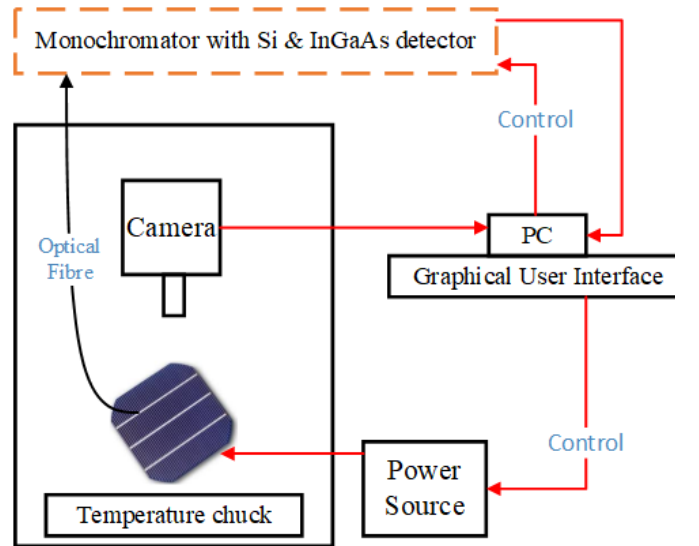 Monochromator with Si & InGaAs detector
Control
Camera
Optical
Fibre
PC
Graphical User Interface
Control
Power
Source
Temperature chuck